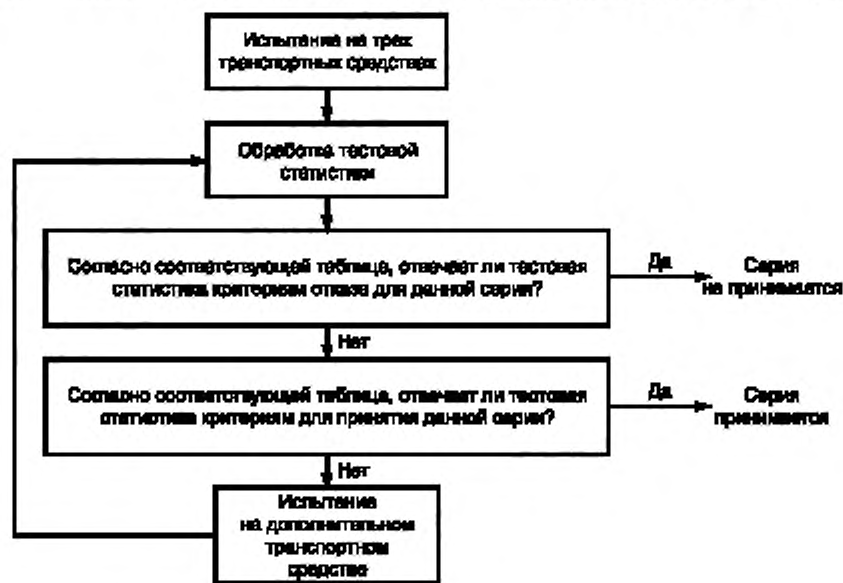 Испытание на трех
транспортных средствах
Обработка тестовой
статистики
Согласно соответствующей таблице, отвечает ли тестовая
статистика критериям отказа для данной серии?
Да
Серия
не принимается
Нет
Согласно соответствующей таблице, отвечает ли тестовая
статистика критериям для принятия данной серии?
Да
Серия
принимается
Нет
Испытание
на дополнительном
транспортном
средстве